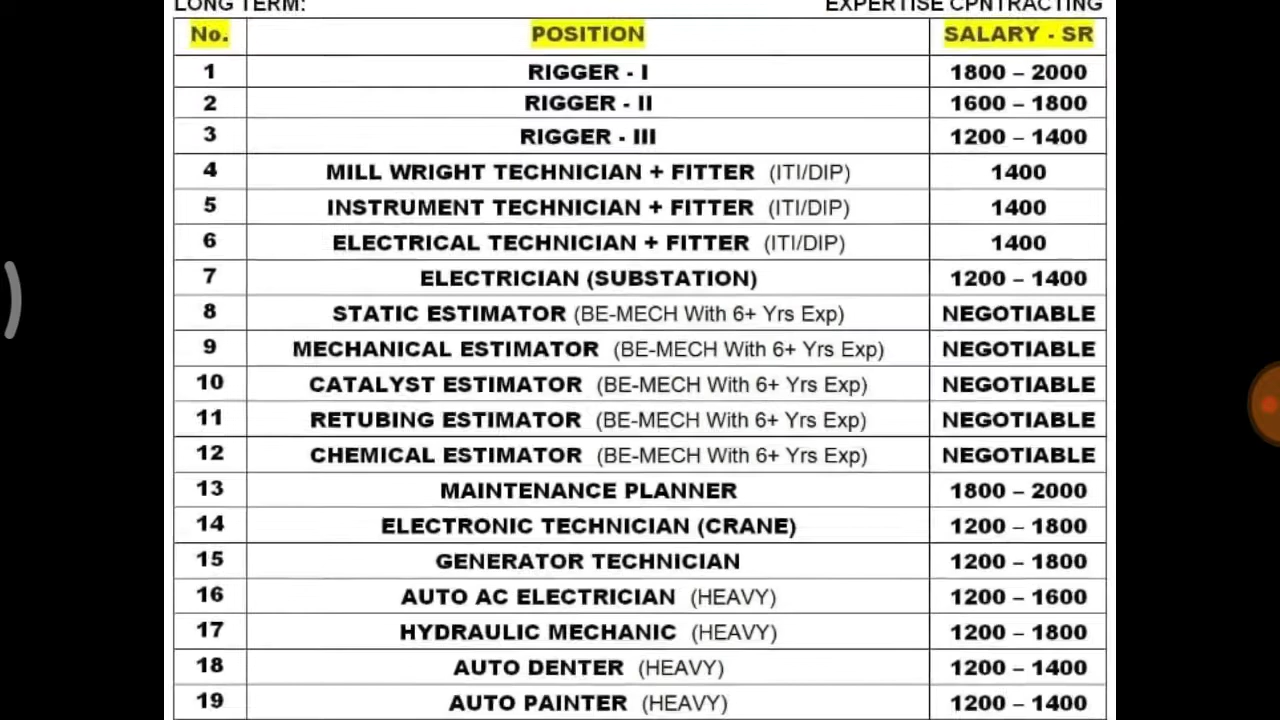 LONG TERM: EXPERTISE CPNTRACTING
No. POSITION SALARY - SR
1 RIGGER - I 1800 – 2000
2 RIGGER - II 1600 – 1800
3 RIGGER - III 1200 – 1400
4 MILL WRIGHT TECHNICIAN + FITTER (ITI/DIP) 1400
5 INSTRUMENT TECHNICIAN + FITTER (ITI/DIP) 1400
6 ELECTRICAL TECHNICIAN + FITTER (ITI/DIP) 1400
7 ELECTRICIAN (SUBSTATION) 1200 – 1400
8 STATIC ESTIMATOR (BE-MECH With 6+ Yrs Exp) NEGOTIABLE
9 MECHANICAL ESTIMATOR (BE-MECH With 6+ Yrs Exp) NEGOTIABLE
10 CATALYST ESTIMATOR (BE-MECH With 6+ Yrs Exp) NEGOTIABLE
11 RETUBING ESTIMATOR (BE-MECH With 6+ Yrs Exp) NEGOTIABLE
12 CHEMICAL ESTIMATOR (BE-MECH With 6+ Yrs Exp) NEGOTIABLE
13 MAINTENANCE PLANNER 1800 – 2000
14 ELECTRONIC TECHNICIAN (CRANE) 1200 – 1800
15 GENERATOR TECHNICIAN 1200 – 1800
16 AUTO AC ELECTRICIAN (HEAVY) 1200 – 1600
17 HYDRAULIC MECHANIC (HEAVY) 1200 – 1800
18 AUTO DENTER (HEAVY) 1200 – 1400
19 AUTO PAINTER (HEAVY) 1200 – 1400